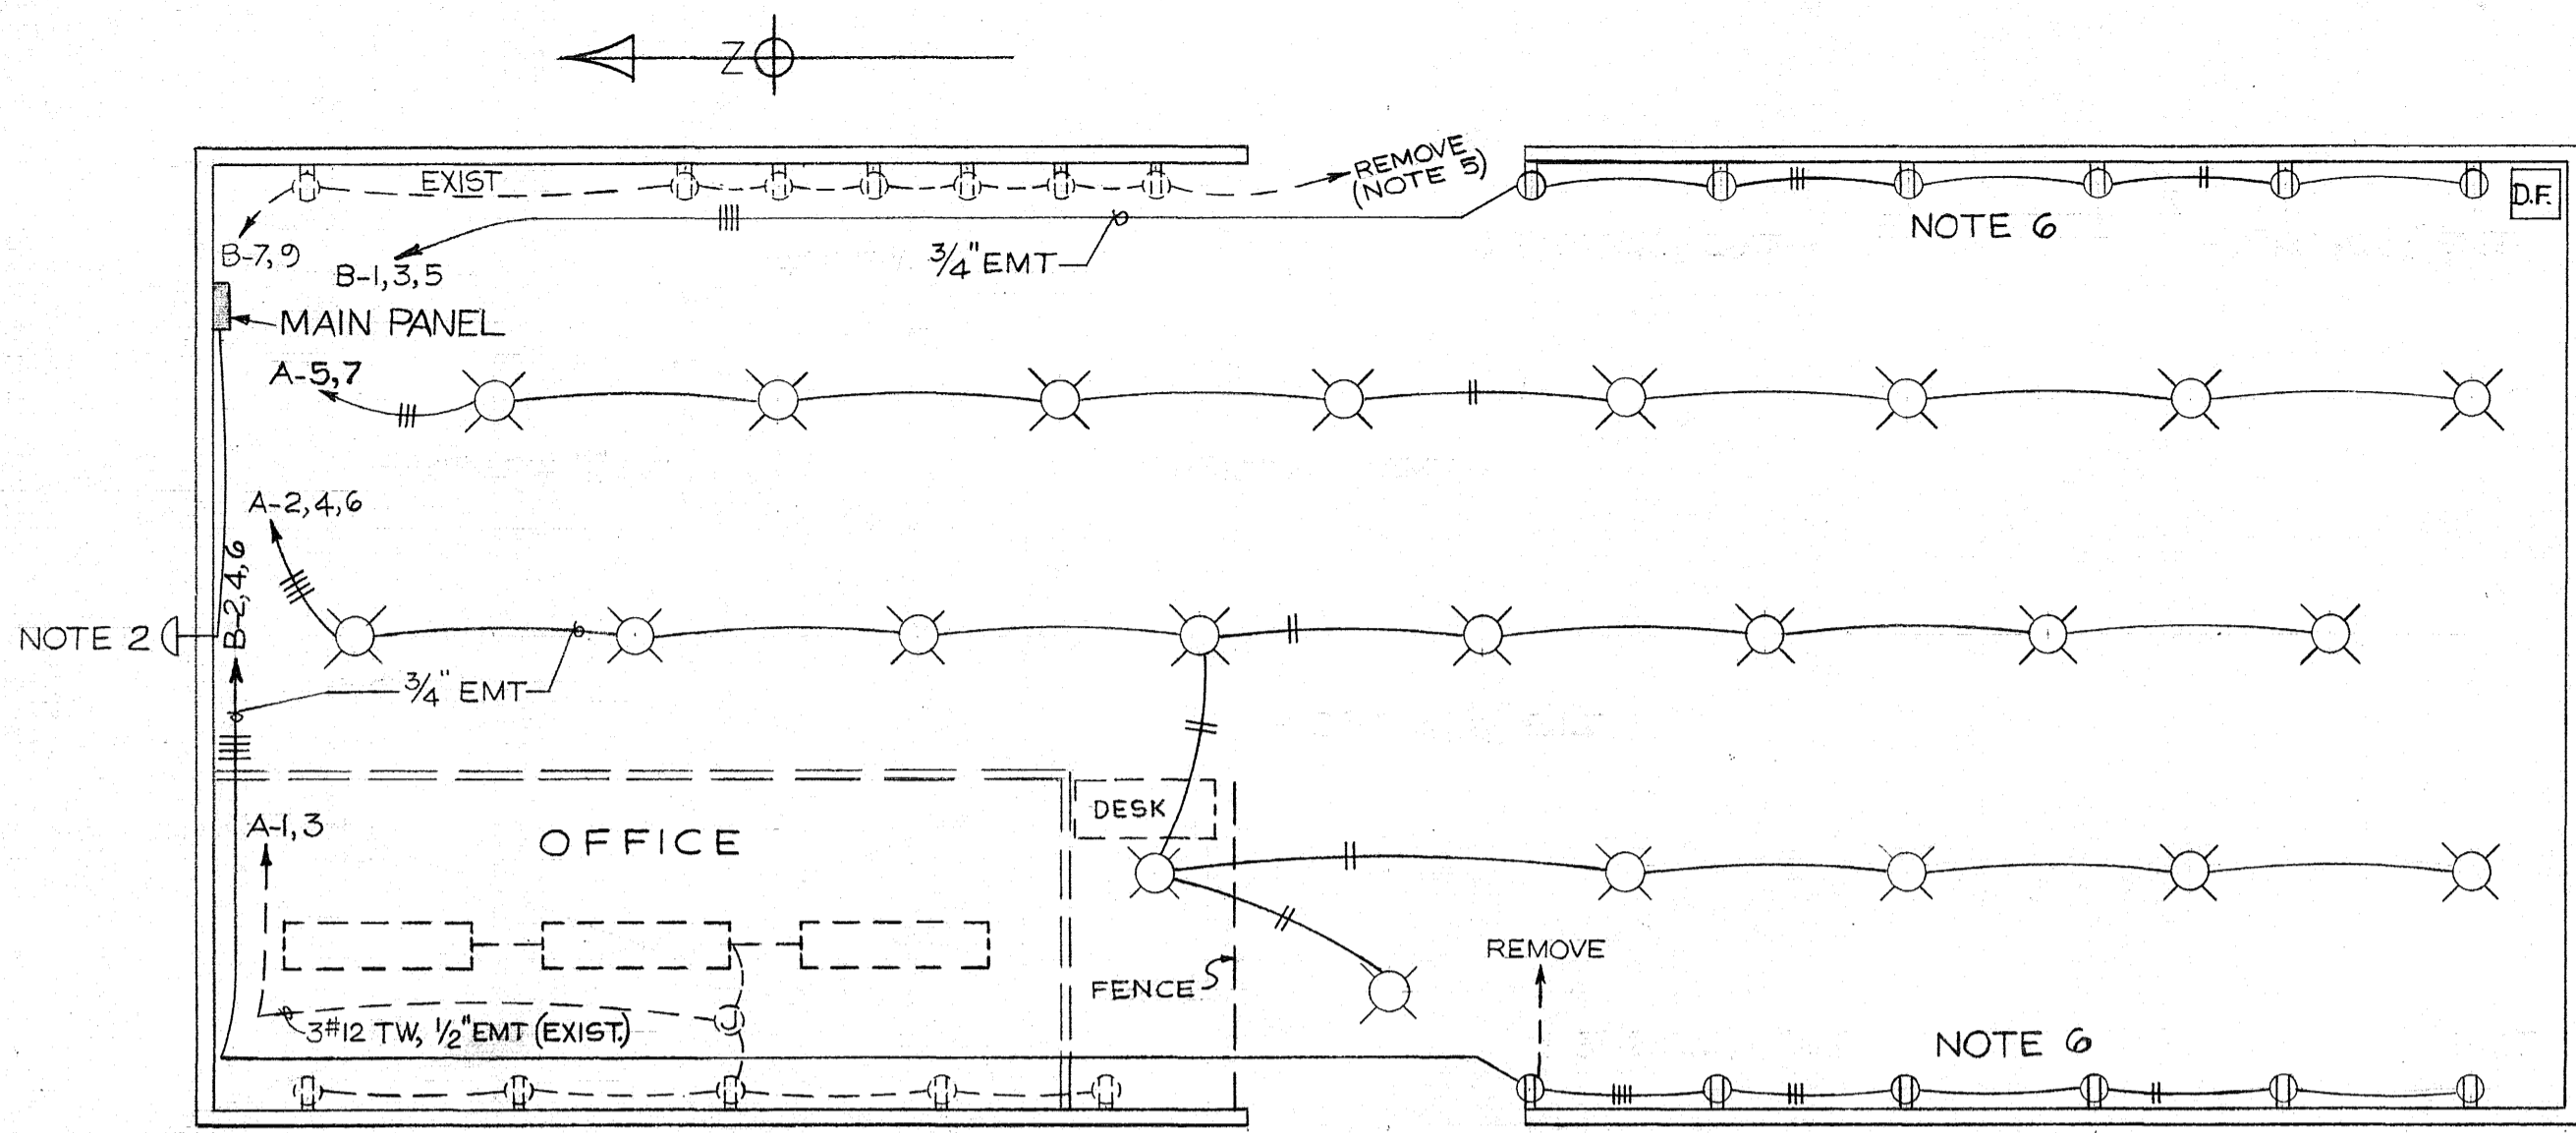 Z
EXIST
REMOVE
(NOTE 5)
D.F.
NOTE 6
B-7,9
B-1,3,5
3/4" EMT
MAIN PANEL
A-5,7
A-2,4,6
B-2,4,6
NOTE 2
3/4" EMT
DESK
A-1,3
OFFICE
REMOVE
FENCE
3#12 TW, 1/2" EMT (EXIST.)
NOTE 6
J